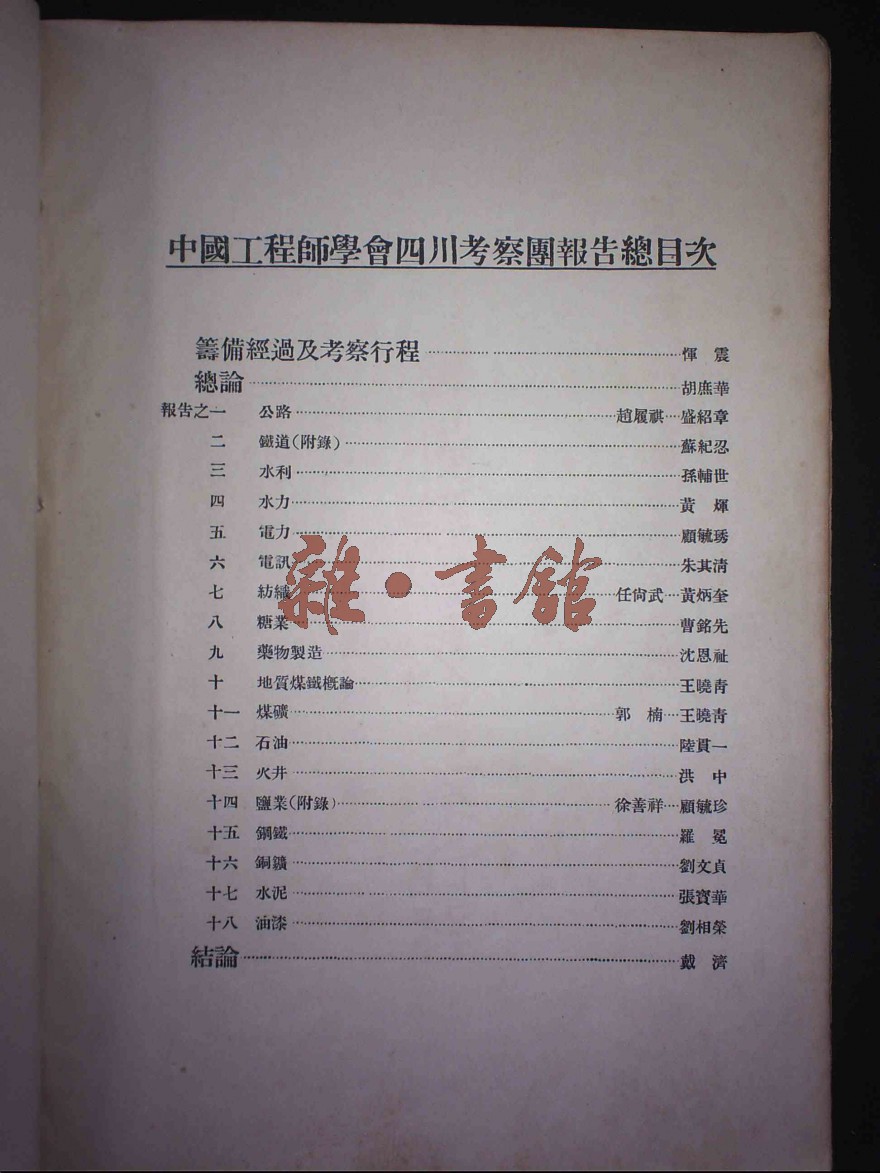 中國工程師學會四川考察團報告總目次
籌備經過及考察行程……惲 震
總論……胡庶華
報告之一 公路……趙履祺…盛紹章
二 鐵道(附錄)……蘇紀忍
三 水利……孫輔世
四 水力……黃 煇
五 電力……顧毓琇
六 電訊……朱其清
七 紡織……任尙武…黃炳奎
八 糖業……曹銘先
九 藥物製造……沈恩祉
十 地質煤鐵槪論……王曉靑
十一 煤礦……郭 楠…王曉靑
十二 石油……陸貫一
十三 火井……洪 中
十四 鹽業(附錄)……徐善祥…顧毓珍
十五 鋼鐵……羅 冕
十六 銅鑛……劉文貞
十七 水泥……張寳華
十八 油漆……劉相榮
結論……戴 濟
雜·書館